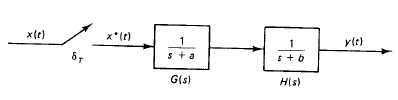 x(t)
δT
x*(t)
1
s + a
G(s)
1
s + b
H(s)
y(t)